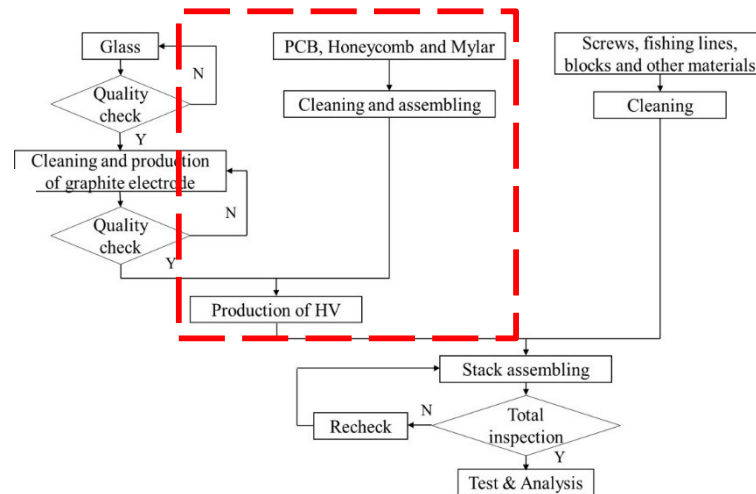 Glass
N
Quality
check
Y
Cleaning and production
of graphite electrode
N
Quality
check
Y
PCB, Honeycomb and Mylar
Cleaning and assembling
Production of HV
Screws, fishing lines,
blocks and other materials
Cleaning
Stack assembling
N
Recheck
Total
inspection
Y
Test & Analysis